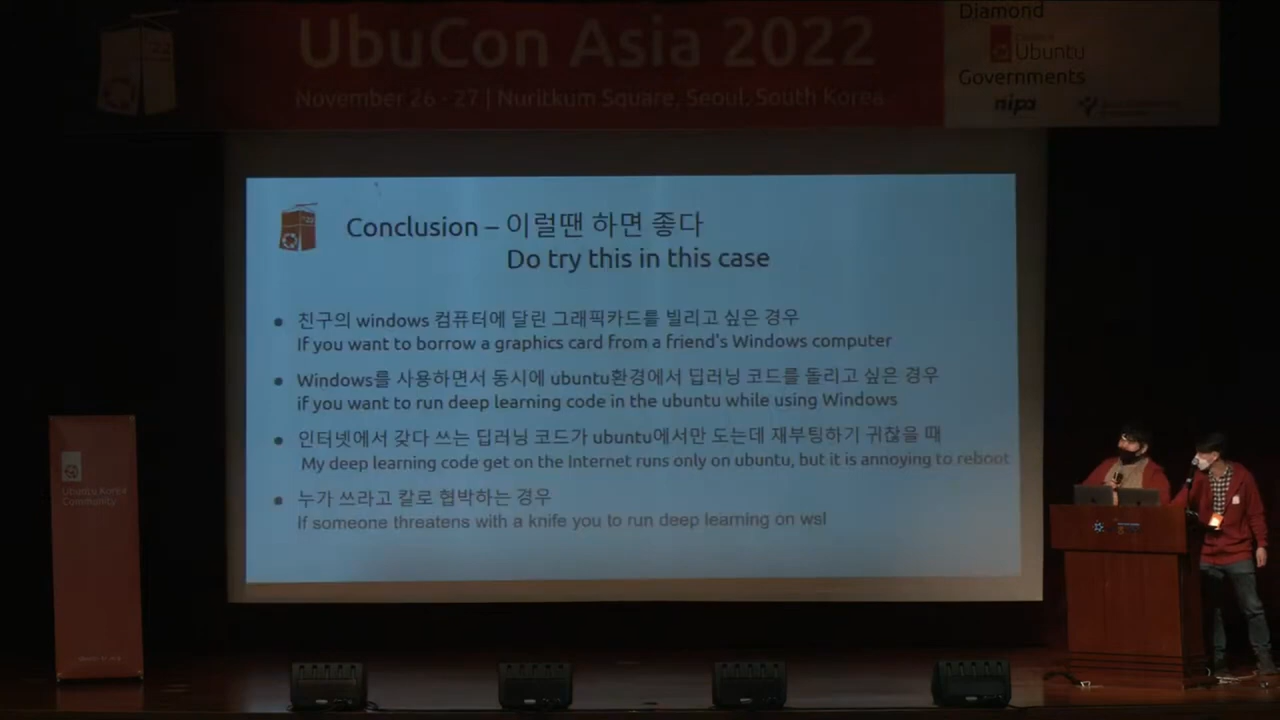 UbuCon Asia 2022
November 26 - 27 | Nuritkum Square, Seoul, South Korea
Diamond
Ubuntu
Governments
nipa
Conclusion – 이럴땐 하면 좋다
Do try this in this case
• 친구의 windows 컴퓨터에 달린 그래픽카드를 빌리고 싶은 경우
If you want to borrow a graphics card from a friend's Windows computer
• Windows를 사용하면서 동시에 ubuntu환경에서 딥러닝 코드를 돌리고 싶은 경우
if you want to run deep learning code in the ubuntu while using Windows
• 인터넷에서 갖다 쓰는 딥러닝 코드가 ubuntu에서만 도는데 재부팅하기 귀찮을 때
My deep learning code get on the Internet runs only on ubuntu, but it is annoying to reboot
• 누가 쓰라고 칼로 협박하는 경우
If someone threatens with a knife you to run deep learning on wsl
Ubuntu Korea
Community